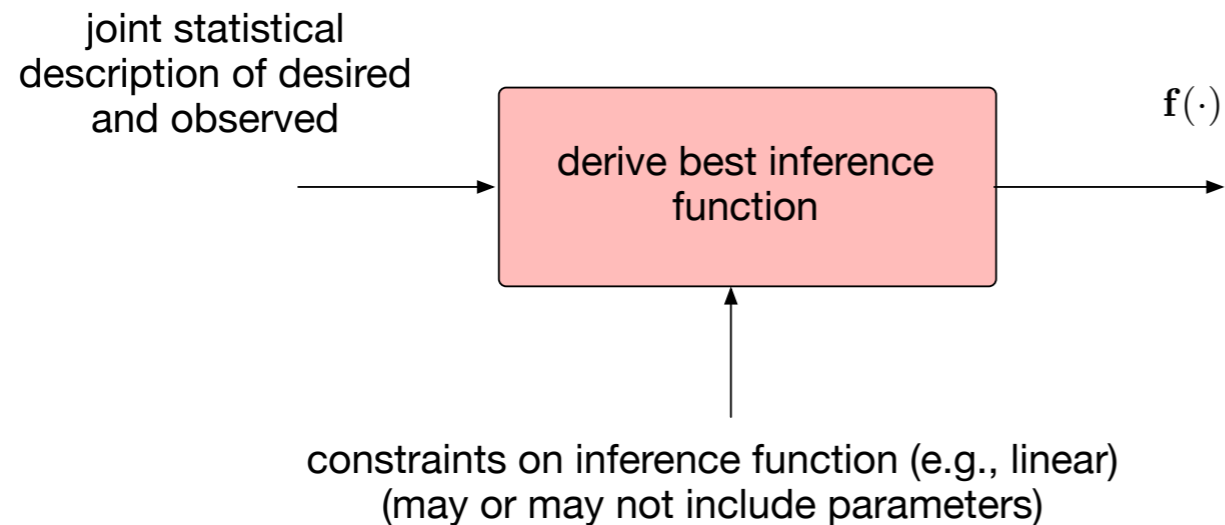 joint statistical
description of desired
and observed
f(·)
derive best inference
function
constraints on inference function (e.g., linear)
(may or may not include parameters)